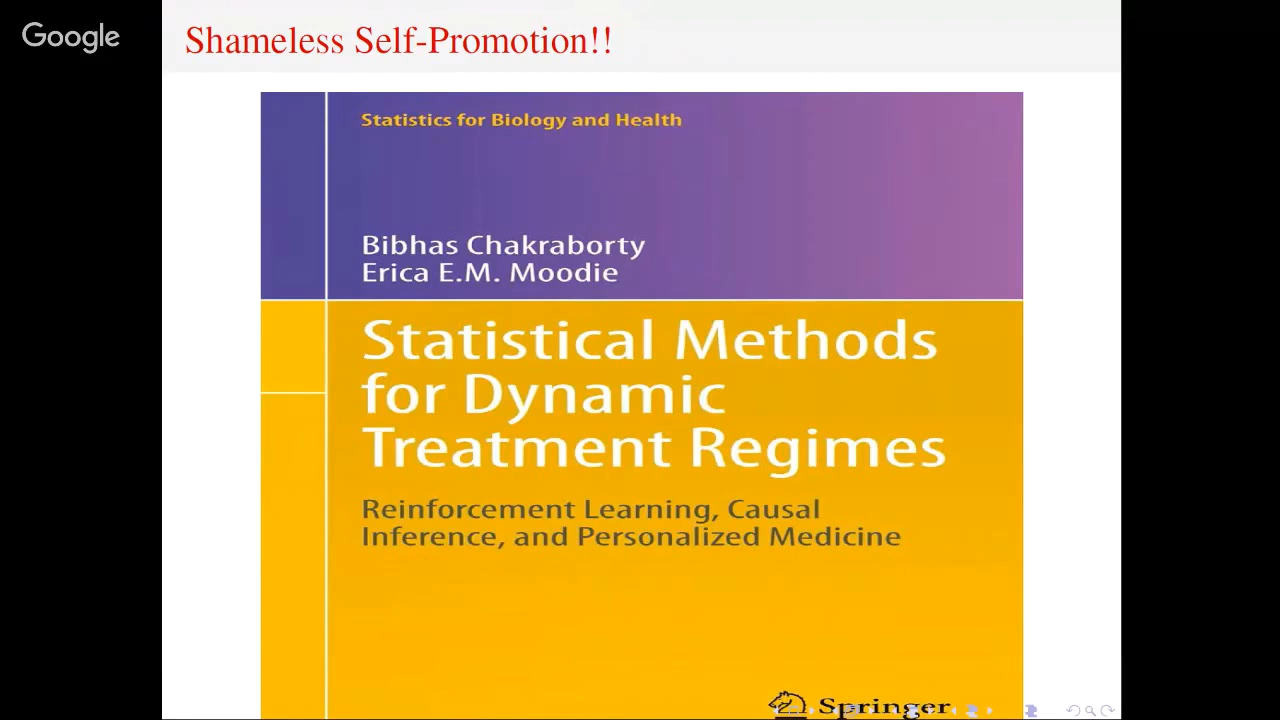 Google
Shameless Self-Promotion!!
Statistics for Biology and Health
Bibhas Chakraborty
Erica E.M. Moodie
Statistical Methods
for Dynamic
Treatment Regimes
Reinforcement Learning, Causal
Inference, and Personalized Medicine
Springer